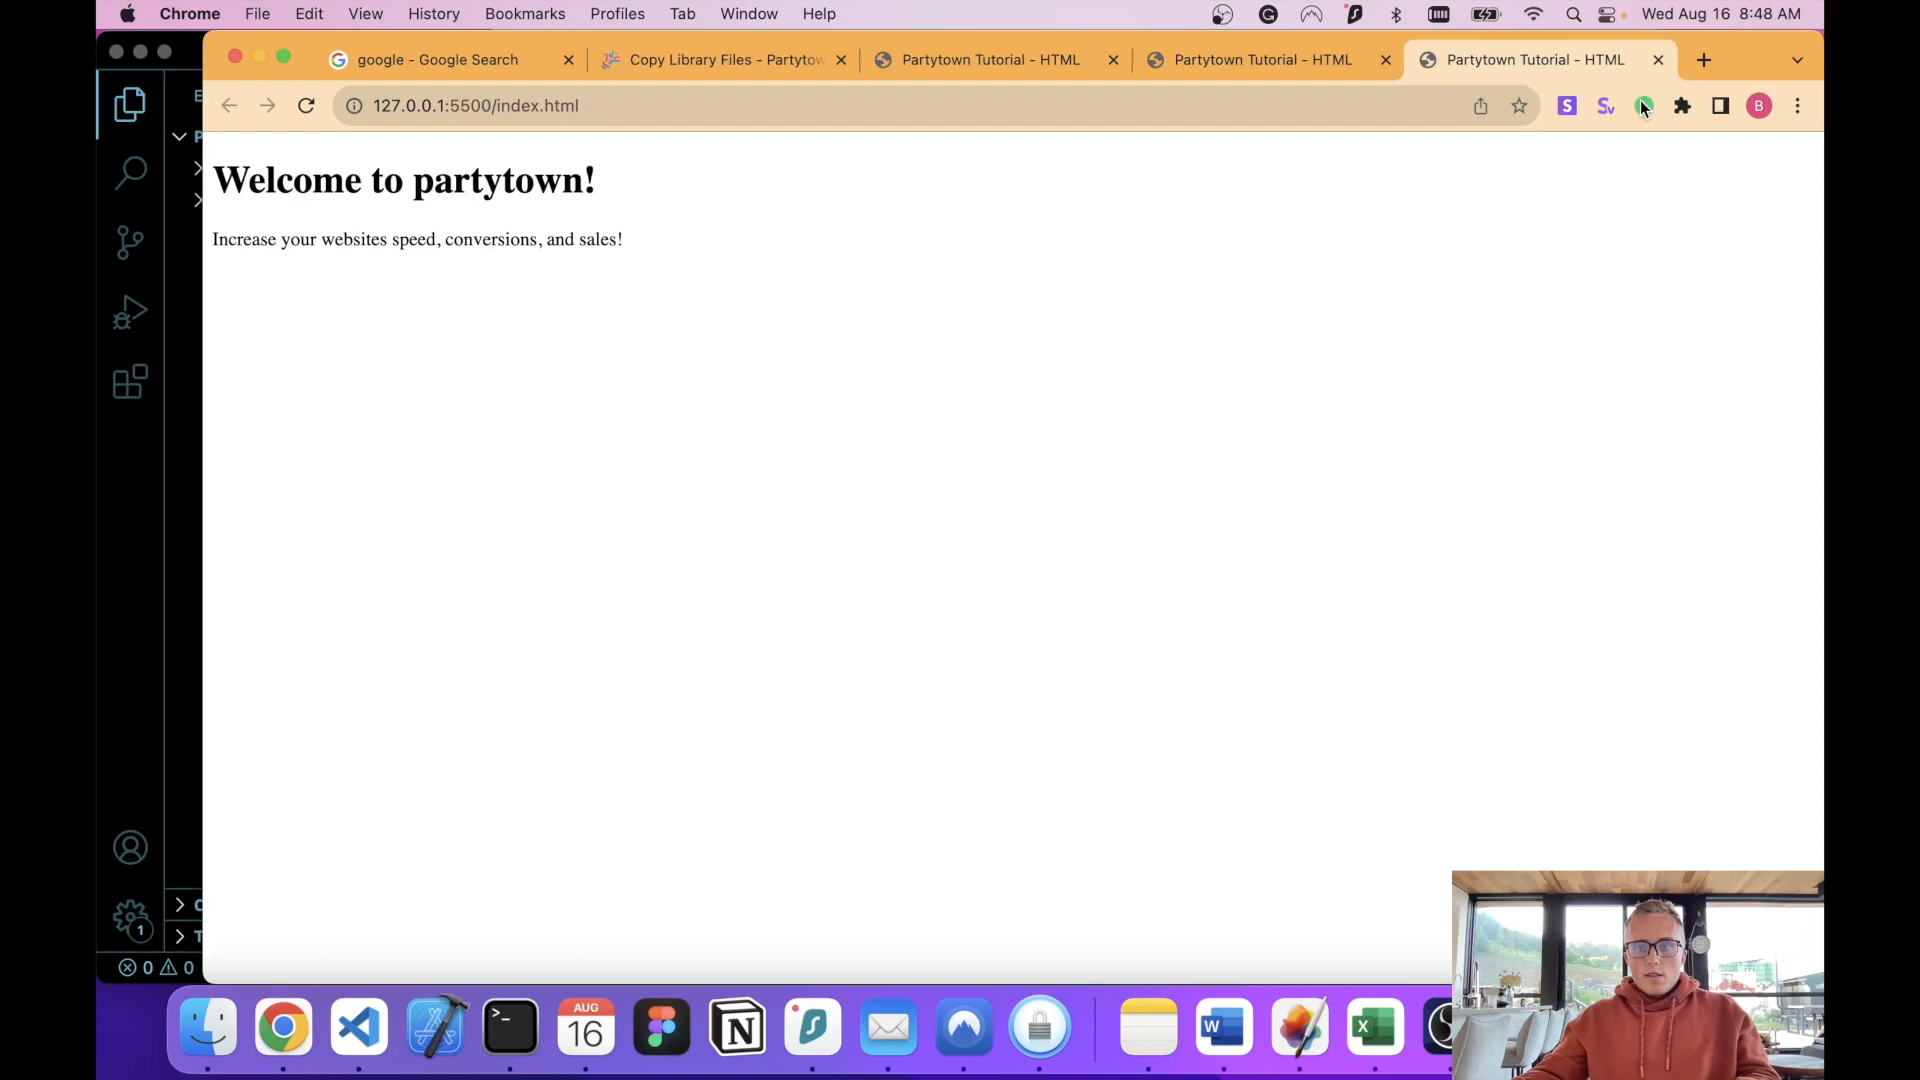 Chrome File Edit View History Bookmarks Profiles Tab Window Help Wed Aug 16 8:48 AM
google - Google Search Copy Library Files - Partytow Partytown Tutorial - HTML Partytown Tutorial - HTML Partytown Tutorial - HTML
127.0.0.1:5500/index.html S Sv B
Welcome to partytown!
Increase your websites speed, conversions, and sales!
1
0 0
AUG
16
W
X